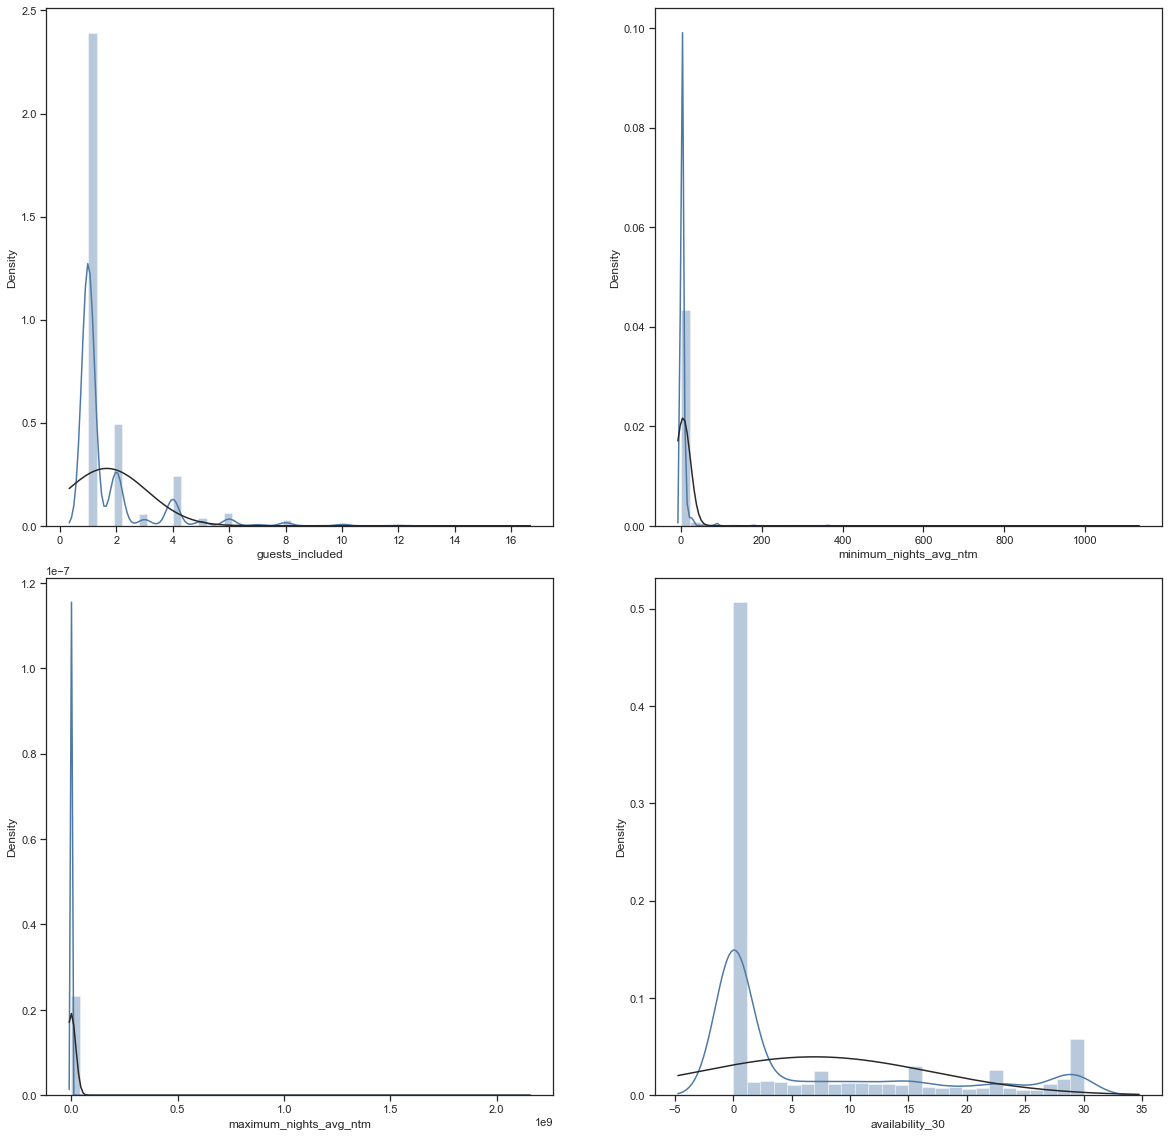 2.5
2.0
1.5
1.0
0.5
0.0
Density
0 2 4 6 8 10 12 14 16
guests_included
0.10
0.08
0.06
0.04
0.02
0.00
Density
0 200 400 600 800 1000
minimum_nights_avg_ntm
1e−7
1.2
1.0
0.8
0.6
0.4
0.2
0.0
Density
0.0 0.5 1.0 1.5 2.0
1e9
maximum_nights_avg_ntm
0.5
0.4
0.3
0.2
0.1
0.0
Density
−5 0 5 10 15 20 25 30 35
availability_30